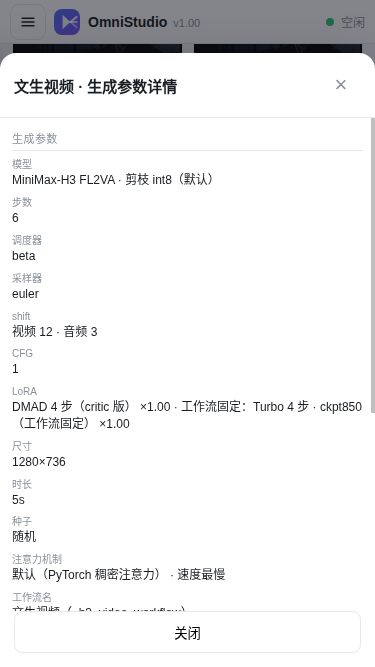 OmniStudio v1.00
空闲
文生视频 · 生成参数详情
生成参数
模型
MiniMax-H3 FL2VA · 剪枝 int8（默认）
步数
6
调度器
beta
采样器
euler
shift
视频 12 · 音频 3
CFG
1
LoRA
DMAD 4 步（critic 版） ×1.00 · 工作流固定：Turbo 4 步 · ckpt850
（工作流固定） ×1.00
尺寸
1280×736
时长
5s
种子
随机
注意力机制
默认（PyTorch 稠密注意力） · 速度最慢
工作流名
关闭